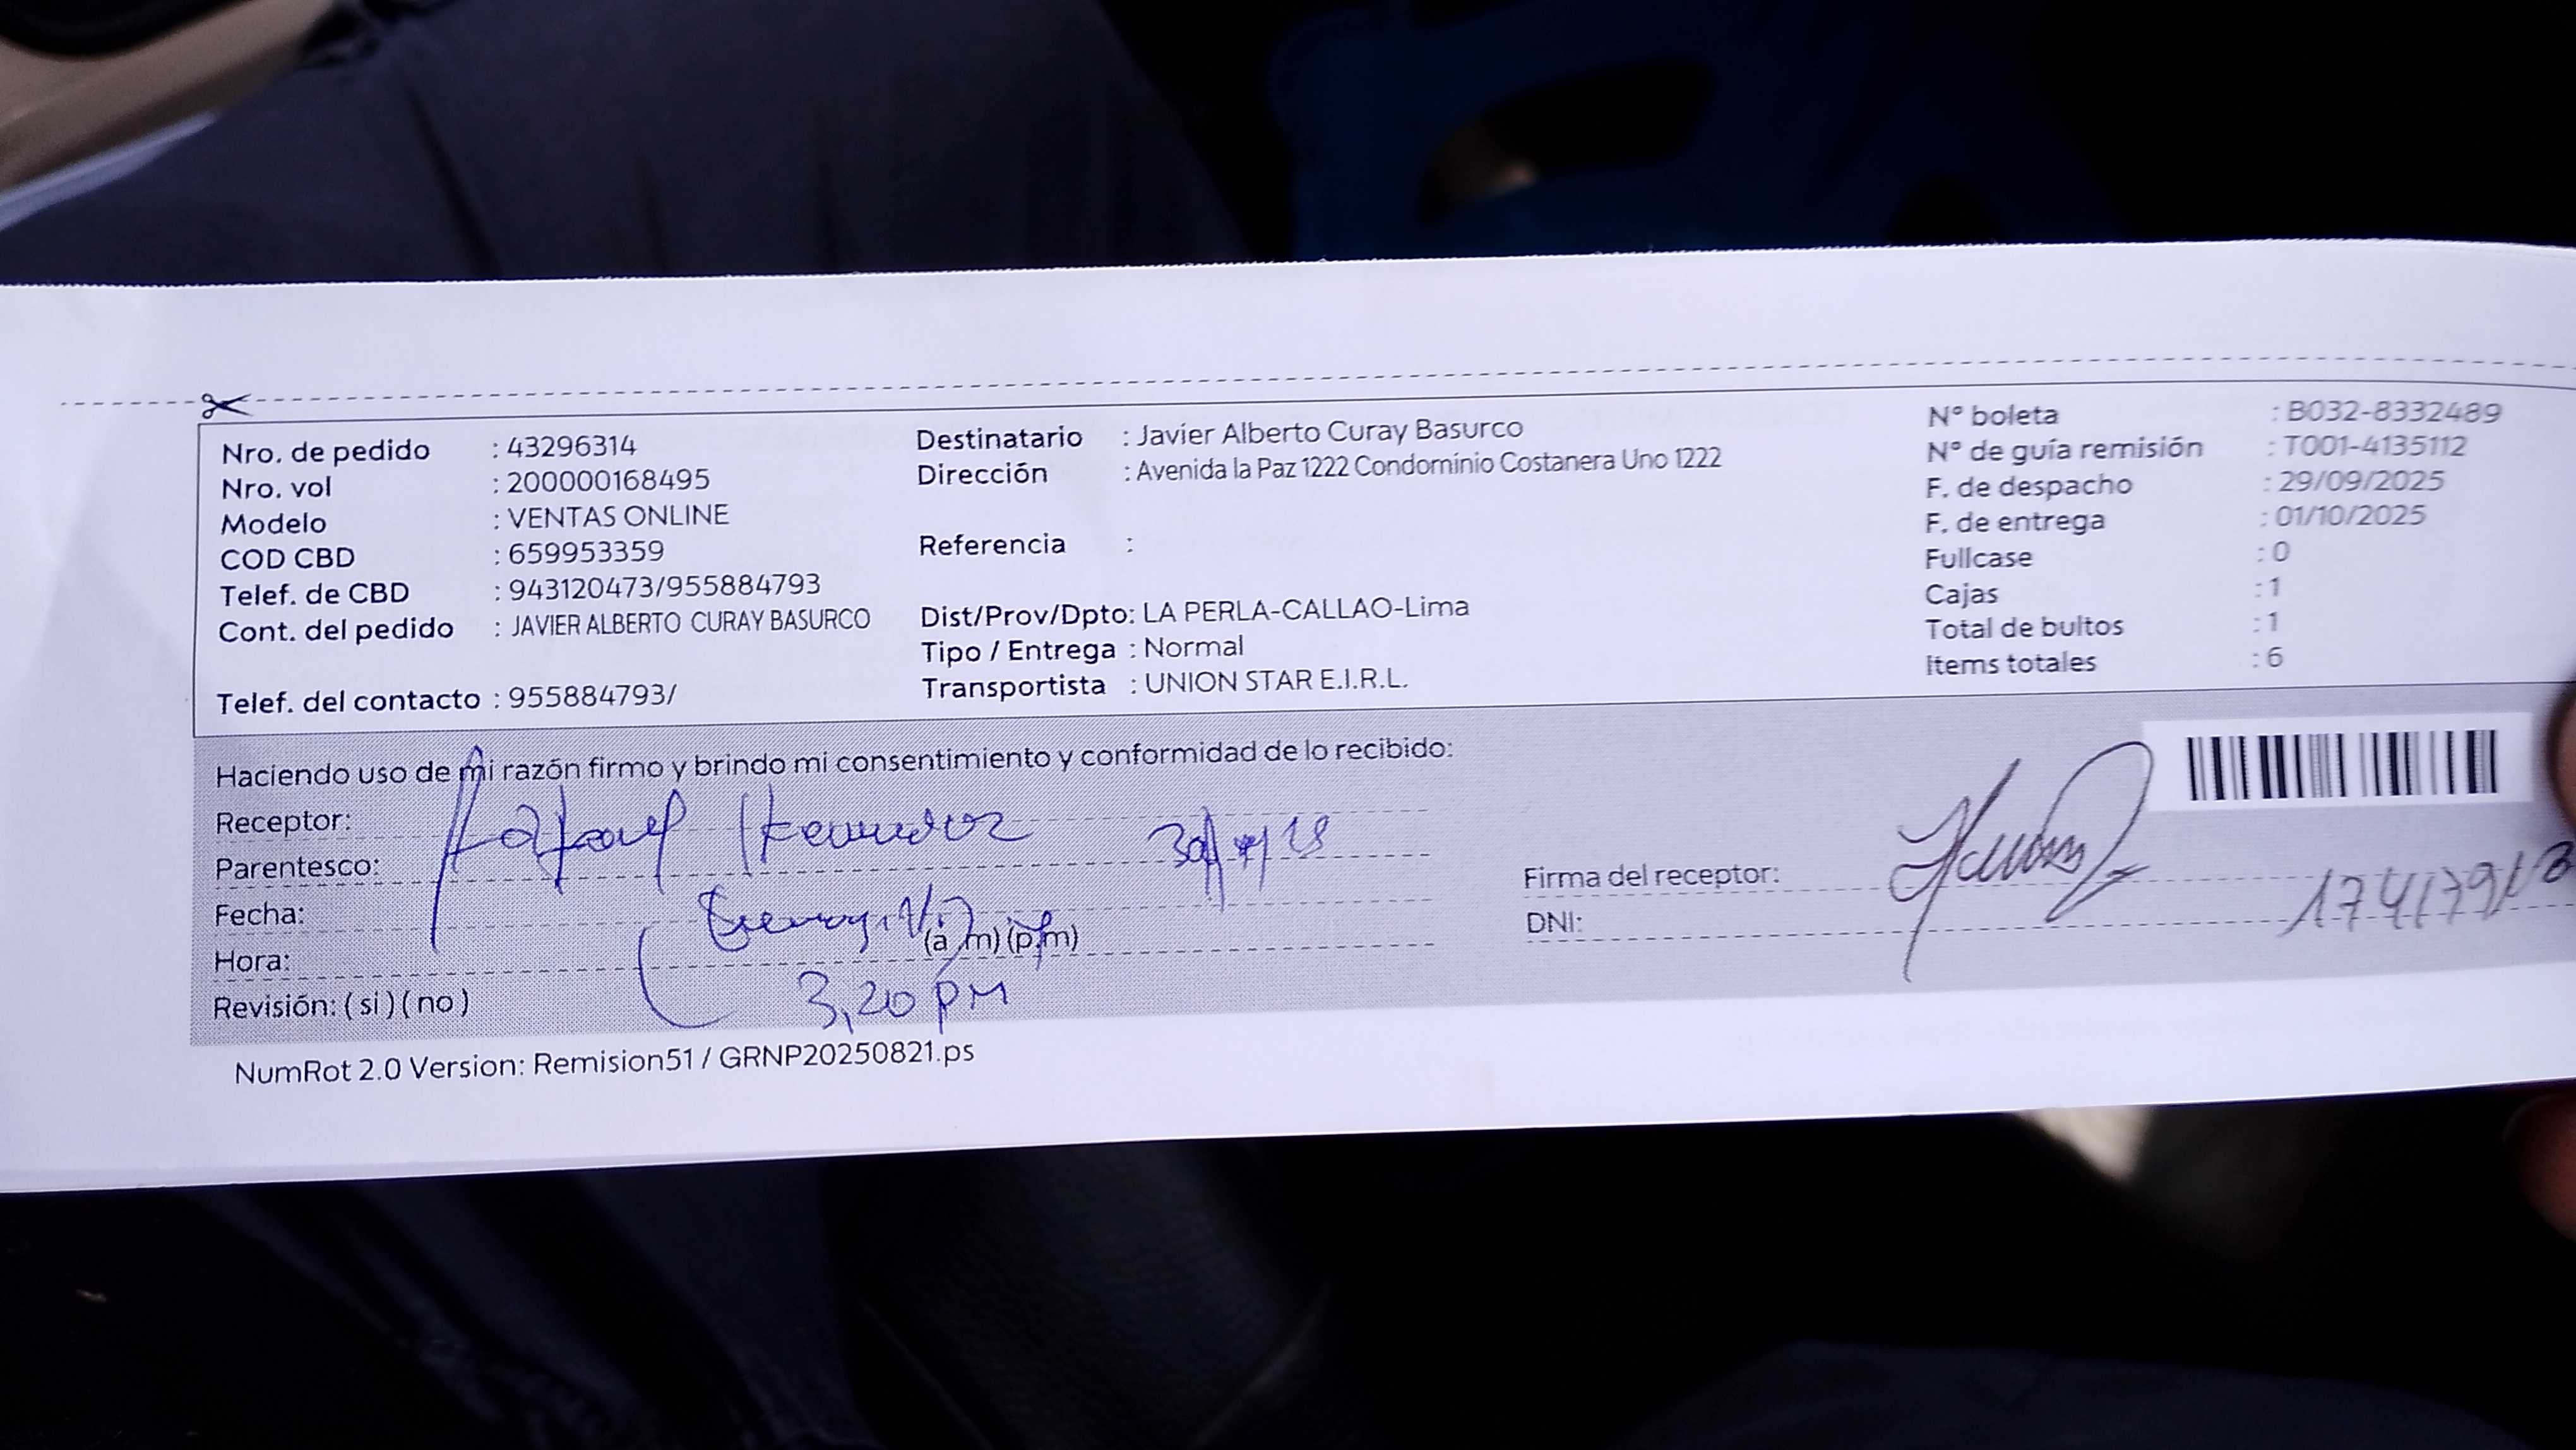 Nro. de pedido : 43296314
Nro. vol : 200000168495
Modelo : VENTAS ONLINE
COD CBD : 659953359
Telef. de CBD : 943120473/955884793
Cont. del pedido : JAVIER ALBERTO CURAY BASURCO
Telef. del contacto : 955884793/
Destinatario : Javier Alberto Curay Basurco
Dirección : Avenida la Paz 1222 Condominio Costanera Uno 1222
Referencia :
Dist/Prov/Dpto: LA PERLA-CALLAO-Lima
Tipo / Entrega : Normal
Transportista : UNION STAR E.I.R.L.
N° boleta : B032-8332489
N° de guía remisión : T001-4135112
F. de despacho : 29/09/2025
F. de entrega : 01/10/2025
Fullcase : 0
Cajas : 1
Total de bultos : 1
Items totales : 6
Haciendo uso de mi razón firmo y brindo mi consentimiento y conformidad de lo recibido:
Receptor:
Parentesco:
Fecha:
Hora: (a m) (p m)
Revisión: ( si ) ( no ) 3,20 pm
Firma del receptor:
DNI:
NumRot 2.0 Version: Remision51 / GRNP20250821.ps